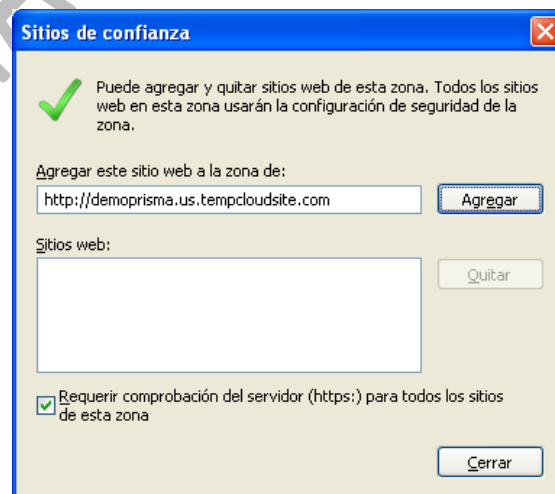 Sitios de confianza
Puede agregar y quitar sitios web de esta zona. Todos los sitios
web en esta zona usarán la configuración de seguridad de la
zona.
Agregar este sitio web a la zona de:
http://demoprisma.us.tempcloudsite.com
Agregar
Sitios web:
Quitar
Requerir comprobación del servidor (https:) para todos los sitios
de esta zona
Cerrar